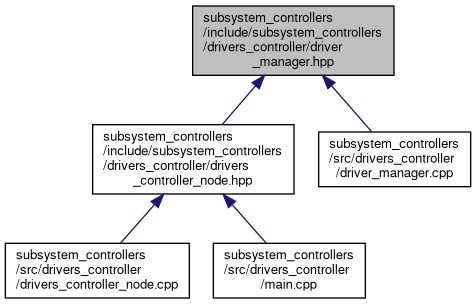 subsystem_controllers
/include/subsystem_controllers
/drivers_controller/driver
_manager.hpp
subsystem_controllers
/include/subsystem_controllers
/drivers_controller/drivers
_controller_node.hpp
subsystem_controllers
/src/drivers_controller
/driver_manager.cpp
subsystem_controllers
/src/drivers_controller
/drivers_controller_node.cpp
subsystem_controllers
/src/drivers_controller
/main.cpp